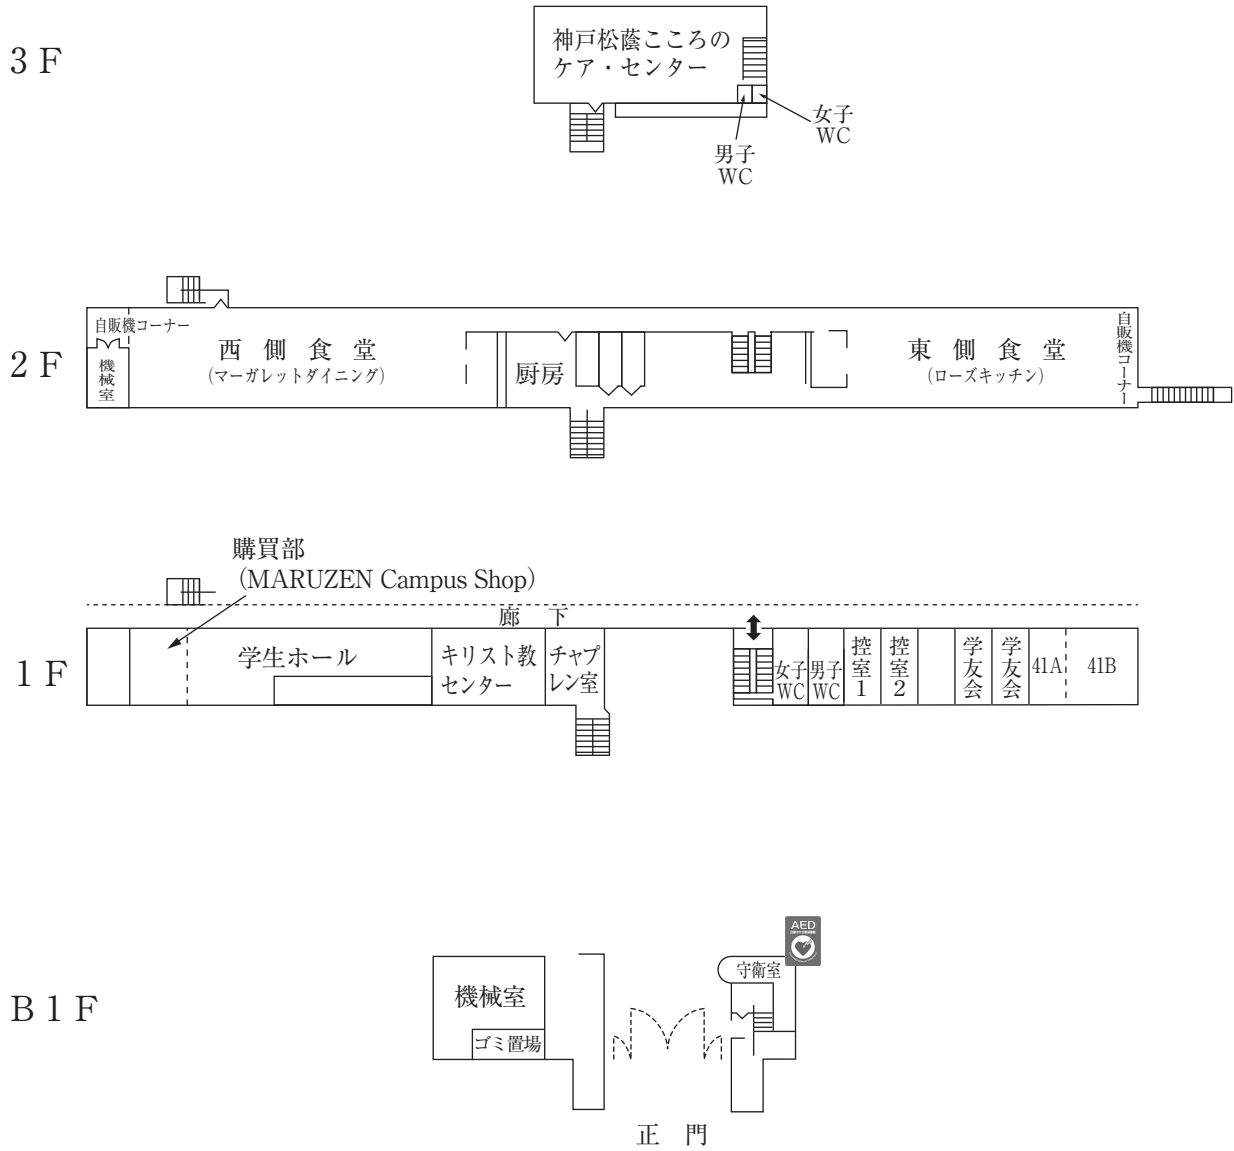 3F
神戸松蔭こころの
ケア・センター
女子
WC
男子
WC
2F
自販機コーナー
機械室
西側食堂
(マーガレットダイニング)
厨房
東側食堂
(ローズキッチン)
自販機コーナー
購買部
(MARUZEN Campus Shop)
廊下
1F
学生ホール
キリスト教
センター
チャプ
レン室
女子
WC
男子
WC
控室1
控室2
学友会
学友会
41A
41B
B1F
AED
守衛室
機械室
ゴミ置場
正門